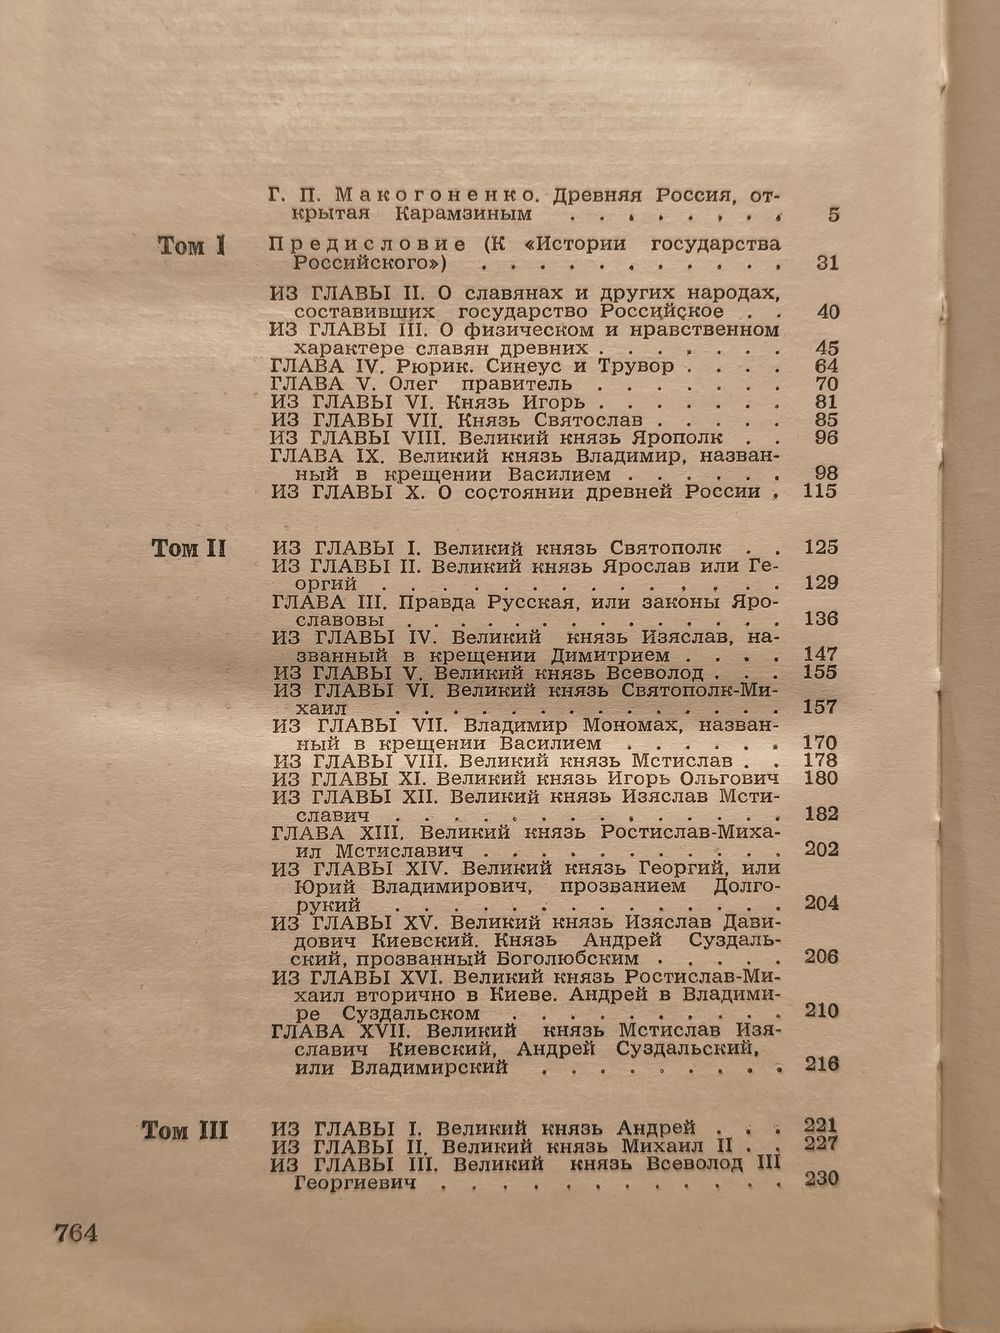 Г. П. Макогоненко. Древняя Россия, от-
крытая Карамзиным . . . . . . . . 5
Том I Предисловие (К «Истории государства
Российского») . . . . . . . . . . . 31
ИЗ ГЛАВЫ II. О славянах и других народах,
составивших государство Российское . . 40
ИЗ ГЛАВЫ III. О физическом и нравственном
характере славян древних . . . . . . . 45
ГЛАВА IV. Рюрик. Синеус и Трувор . . . . 64
ГЛАВА V. Олег правитель . . . . . . . 70
ИЗ ГЛАВЫ VI. Князь Игорь . . . . . . . 81
ИЗ ГЛАВЫ VII. Князь Святослав . . . . . 85
ИЗ ГЛАВЫ VIII. Великий князь Ярополк . . 96
ГЛАВА IX. Великий князь Владимир, назван-
ный в крещении Василием . . . . . . 98
ИЗ ГЛАВЫ X. О состоянии древней России . 115
Том II ИЗ ГЛАВЫ I. Великий князь Святополк . . 125
ИЗ ГЛАВЫ II. Великий князь Ярослав или Ге-
оргий . . . . . . . . . . . . . . 129
ГЛАВА III. Правда Русская, или законы Яро-
славовы . . . . . . . . . . . . . 136
ИЗ ГЛАВЫ IV. Великий князь Изяслав, на-
званный в крещении Димитрием . . . . 147
ИЗ ГЛАВЫ V. Великий князь Всеволод . . . 155
ИЗ ГЛАВЫ VI. Великий князь Святополк-Ми-
хаил . . . . . . . . . . . . . . 157
ИЗ ГЛАВЫ VII. Владимир Мономах, назван-
ный в крещении Василием . . . . . . 170
ИЗ ГЛАВЫ VIII. Великий князь Мстислав . . 178
ИЗ ГЛАВЫ XI. Великий князь Игорь Ольгович 180
ИЗ ГЛАВЫ XII. Великий князь Изяслав Мсти-
славич . . . . . . . . . . . . . . 182
ГЛАВА XIII. Великий князь Ростислав-Миха-
ил Мстиславич . . . . . . . . . . . 202
ИЗ ГЛАВЫ XIV. Великий князь Георгий, или
Юрий Владимирович, прозванием Долго-
рукий . . . . . . . . . . . . . . 204
ИЗ ГЛАВЫ XV. Великий князь Изяслав Дави-
дович Киевский. Князь Андрей Суздаль-
ский, прозванный Боголюбским . . . . . 206
ИЗ ГЛАВЫ XVI. Великий князь Ростислав-Ми-
хаил вторично в Киеве. Андрей в Владими-
ре Суздальском . . . . . . . . . . 210
ГЛАВА XVII. Великий князь Мстислав Изя-
славич Киевский, Андрей Суздальский,
или Владимирский . . . . . . . . . 216
Том III ИЗ ГЛАВЫ I. Великий князь Андрей . . . 221
ИЗ ГЛАВЫ II. Великий князь Михаил II . . 227
ИЗ ГЛАВЫ III. Великий князь Всеволод III
Георгиевич . . . . . . . . . . . . 230
764